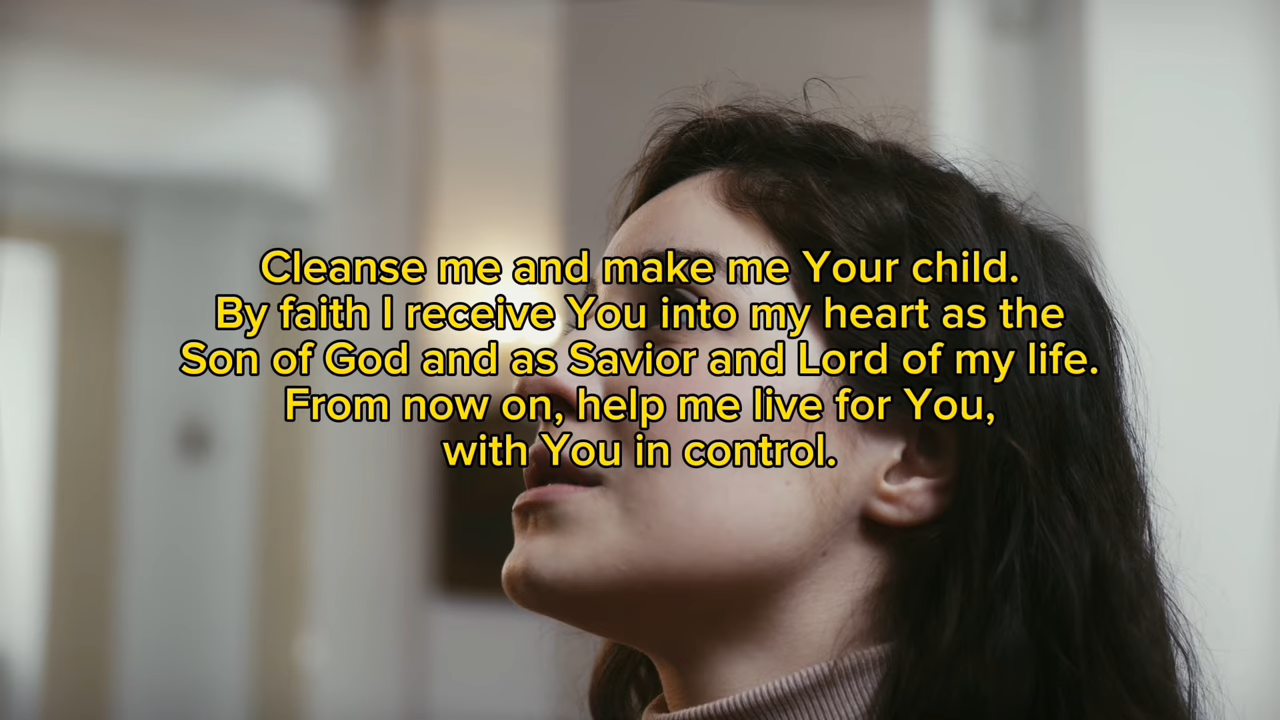 Cleanse me and make me Your child.
By faith I receive You into my heart as the
Son of God and as Savior and Lord of my life.
From now on, help me live for You,
with You in control.